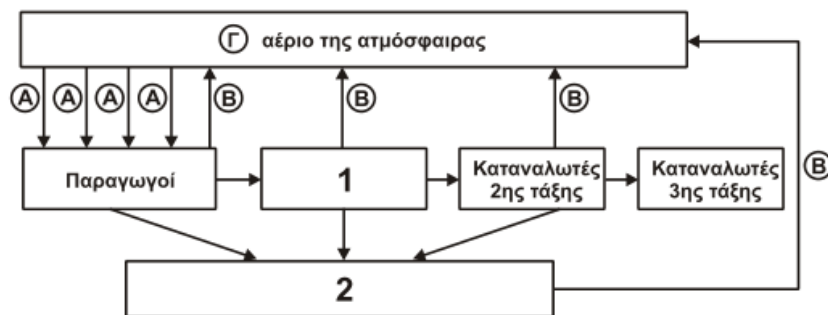 Γ αέριο της ατμόσφαιρας
Α Α Α Α Β Β Β Β
Παραγωγοί
1
Καταναλωτές
2ης τάξης
Καταναλωτές
3ης τάξης
2